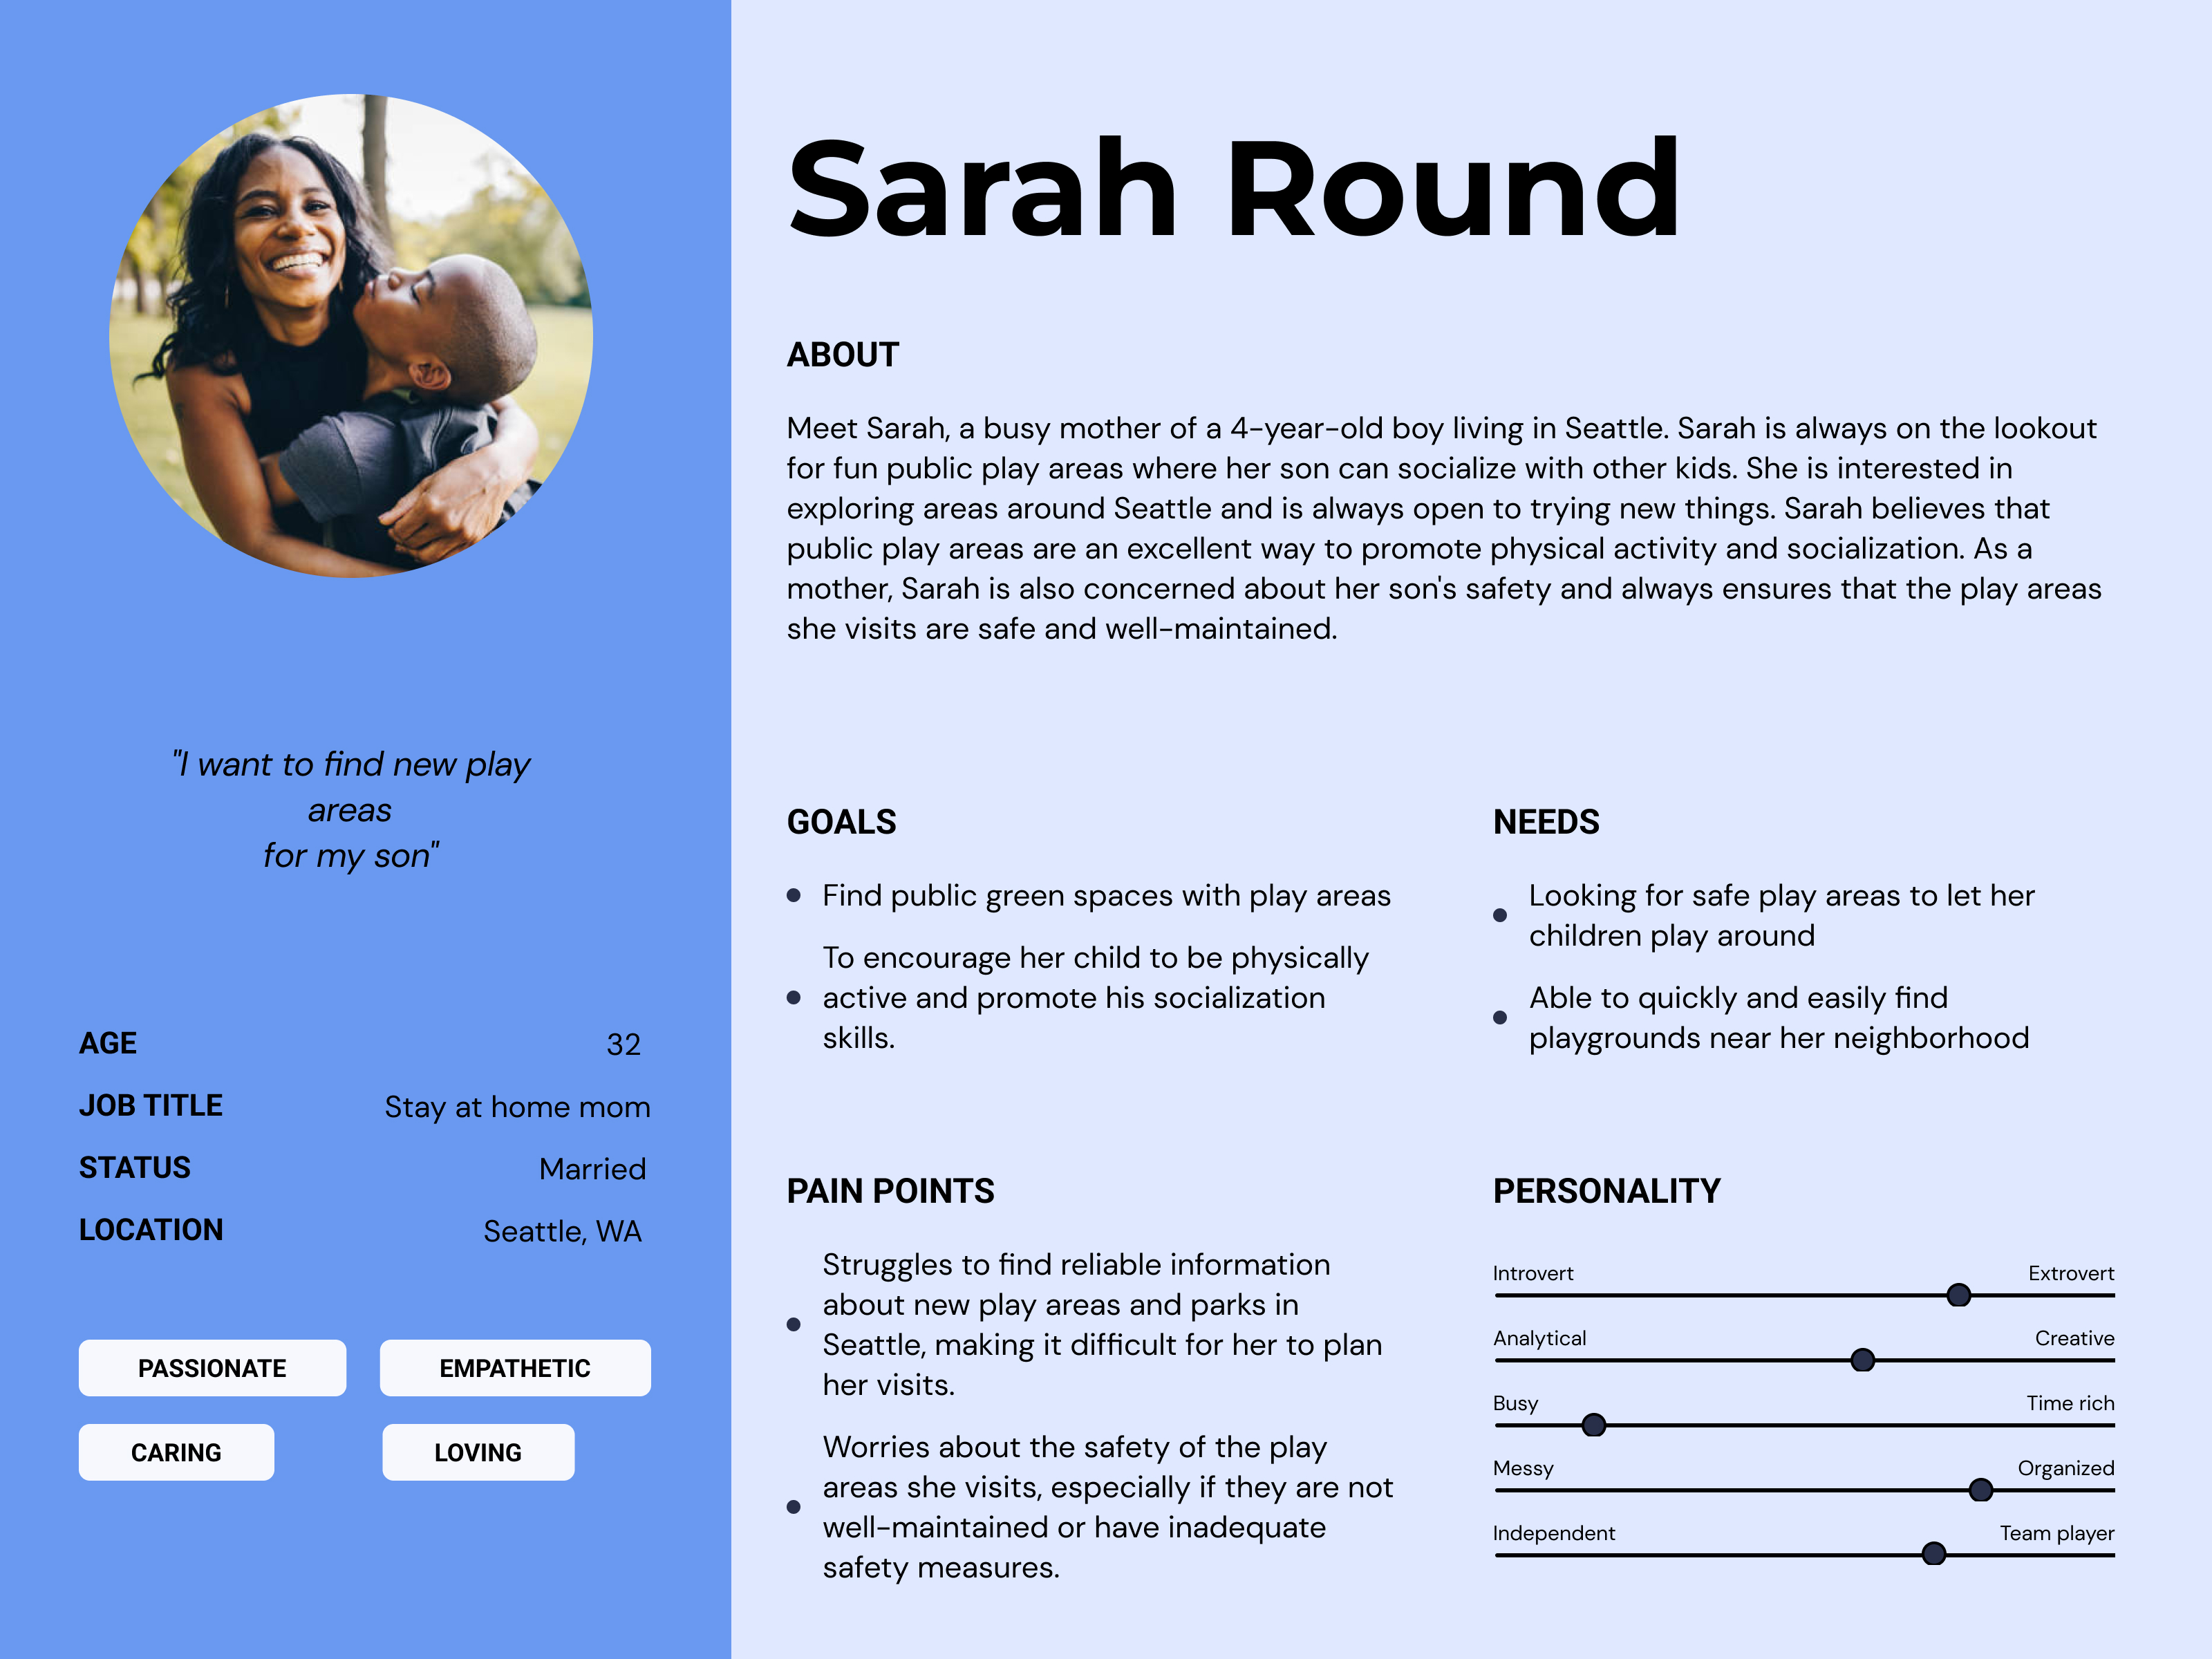 "I want to find new play
areas
for my son"
AGE 32
JOB TITLE Stay at home mom
STATUS Married
LOCATION Seattle, WA
PASSIONATE EMPATHETIC
CARING LOVING
Sarah Round
ABOUT
Meet Sarah, a busy mother of a 4-year-old boy living in Seattle. Sarah is always on the lookout
for fun public play areas where her son can socialize with other kids. She is interested in
exploring areas around Seattle and is always open to trying new things. Sarah believes that
public play areas are an excellent way to promote physical activity and socialization. As a
mother, Sarah is also concerned about her son's safety and always ensures that the play areas
she visits are safe and well-maintained.
GOALS
Find public green spaces with play areas
To encourage her child to be physically
active and promote his socialization
skills.
NEEDS
Looking for safe play areas to let her
children play around
Able to quickly and easily find
playgrounds near her neighborhood
PAIN POINTS
Struggles to find reliable information
about new play areas and parks in
Seattle, making it difficult for her to plan
her visits.
Worries about the safety of the play
areas she visits, especially if they are not
well-maintained or have inadequate
safety measures.
PERSONALITY
Introvert Extrovert
Analytical Creative
Busy Time rich
Messy Organized
Independent Team player